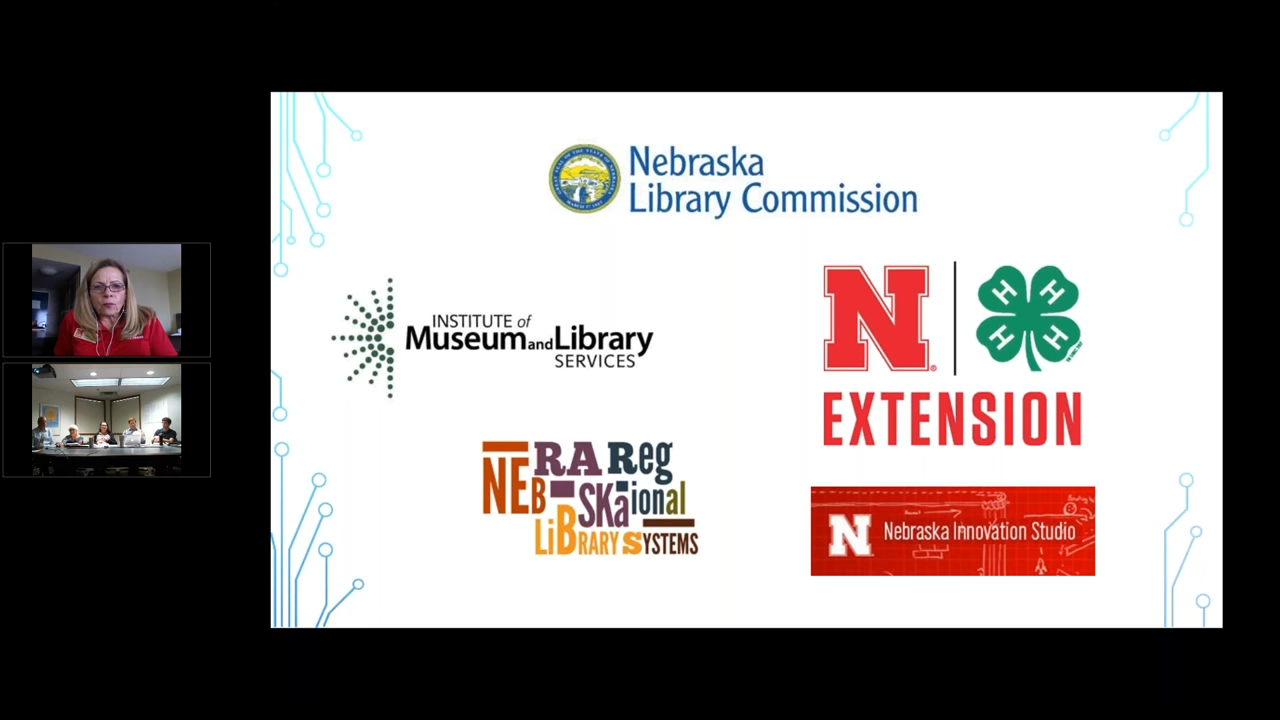 Nebraska
Library Commission
INSTITUTE of
Museum and Library
SERVICES
N
H H
H H
EXTENSION
NEBRASKA Regional
LiBRARY SYSTEMS
N Nebraska Innovation Studio